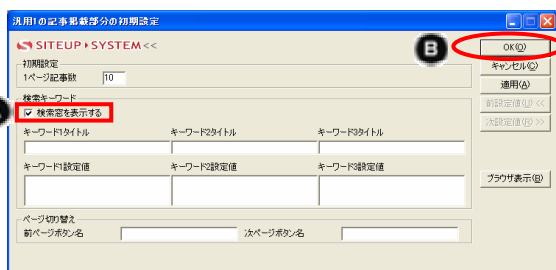 汎用1の記事掲載部分の初期設定
SITEUP SYSTEM<<
B
OK(O)
初期設定
キャンセル(C)
1ページ記事数 10
適用(A)
検索キーワード
前設定値(U) <<
検索窓を表示する
次設定値(R) >>
キーワード1タイトル キーワード2タイトル キーワード3タイトル
キーワード1設定値 キーワード2設定値 キーワード3設定値
ブラウザ表示(B)
ページ切り替え
前ページボタン名 次ページボタン名